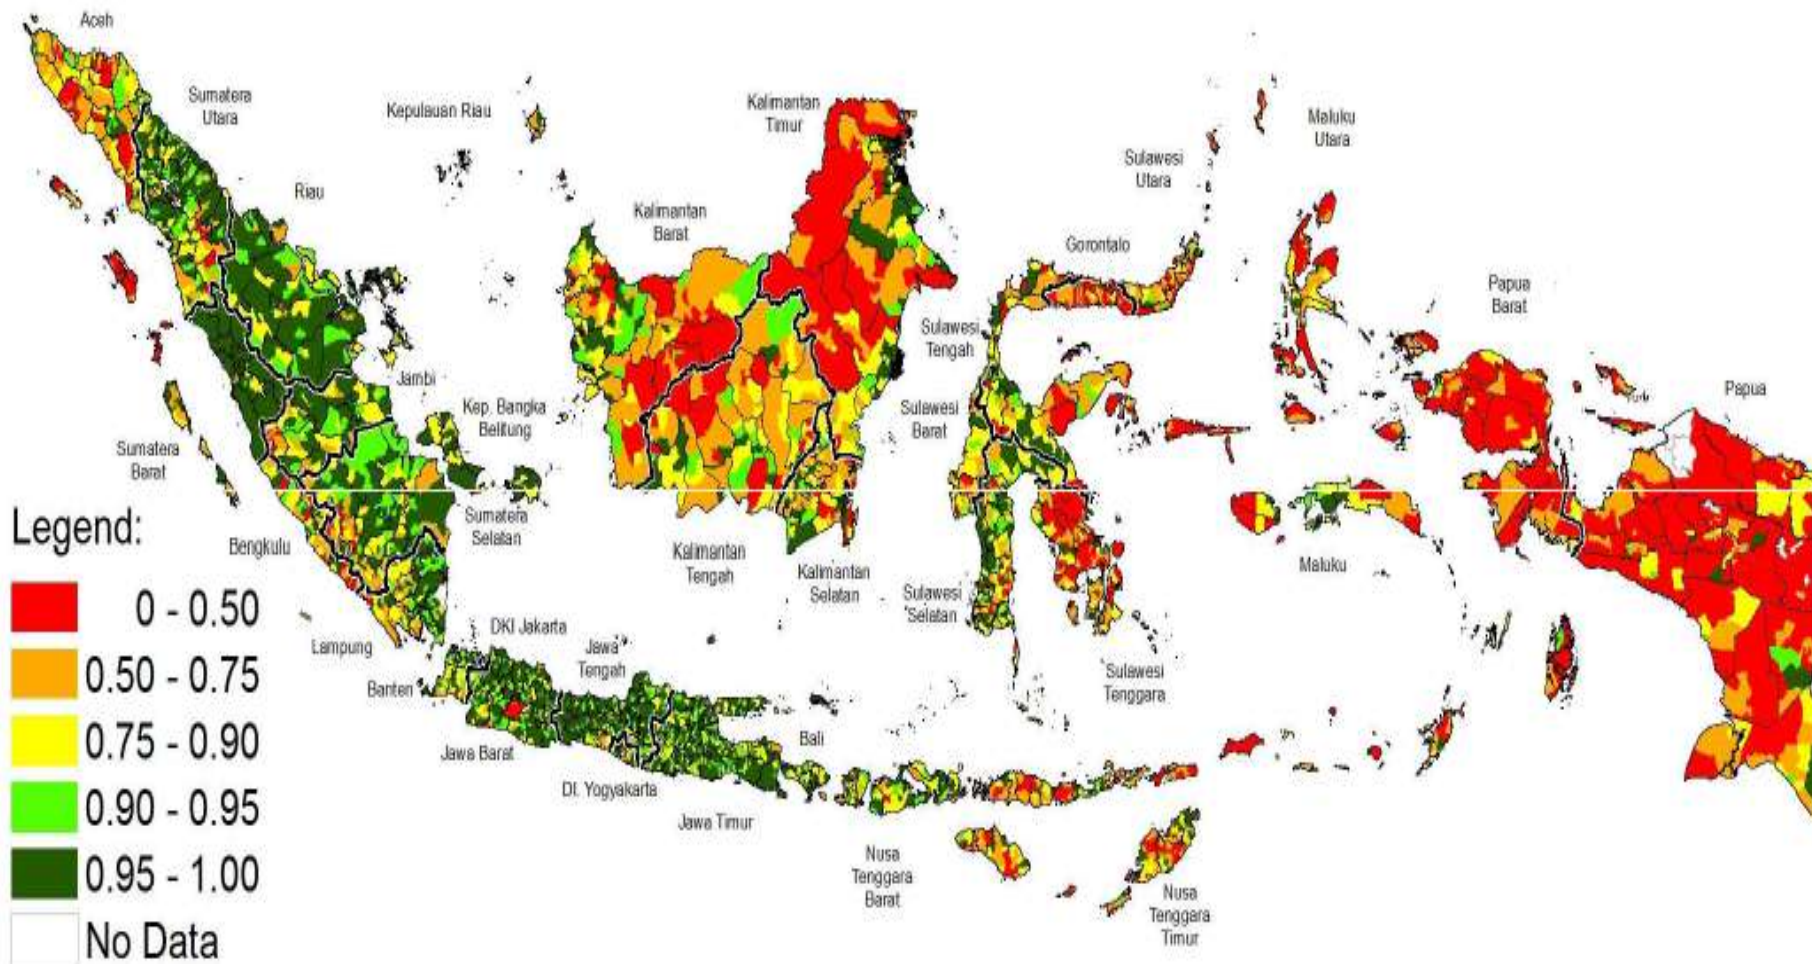 Aceh
Sumatera
Utara
Kepulauan Riau
Kalimantan
Timur
Maluku
Utara
Sulawesi
Utara
Riau
Kalimantan
Barat
Gorontalo
Papua
Barat
Sulawesi
Tengah
Papua
Jambi
Kep. Bangka
Belitung
Sulawesi
Barat
Sumatera
Barat
Legend:
Sumatera
Selatan
Bengkulu
Kalimantan
Tengah
Kalimantan
Selatan
Maluku
Sulawesi
Selatan
0 - 0.50
DKI Jakarta
Lampung
Jawa
Tengah
0.50 - 0.75
Banten
Sulawesi
Tenggara
0.75 - 0.90
Jawa Barat
Bali
DI. Yogyakarta
0.90 - 0.95
Jawa Timur
0.95 - 1.00
Nusa
Tenggara
Barat
Nusa
Tenggara
Timur
No Data